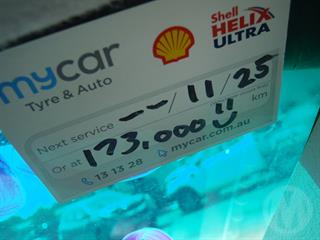 mycar
Tyre & Auto
Shell
HELIX
ULTRA
Next service --/11/25
Or at 173,000 km
13 13 28 mycar.com.au